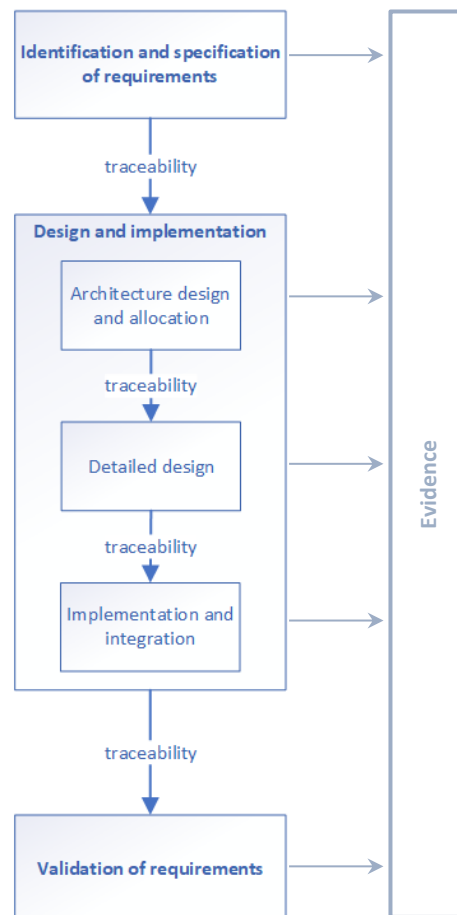 Identification and specification
of requirements
traceability
Design and implementation
Architecture design
and allocation
traceability
Detailed design
traceability
Implementation and
integration
traceability
Validation of requirements
Evidence